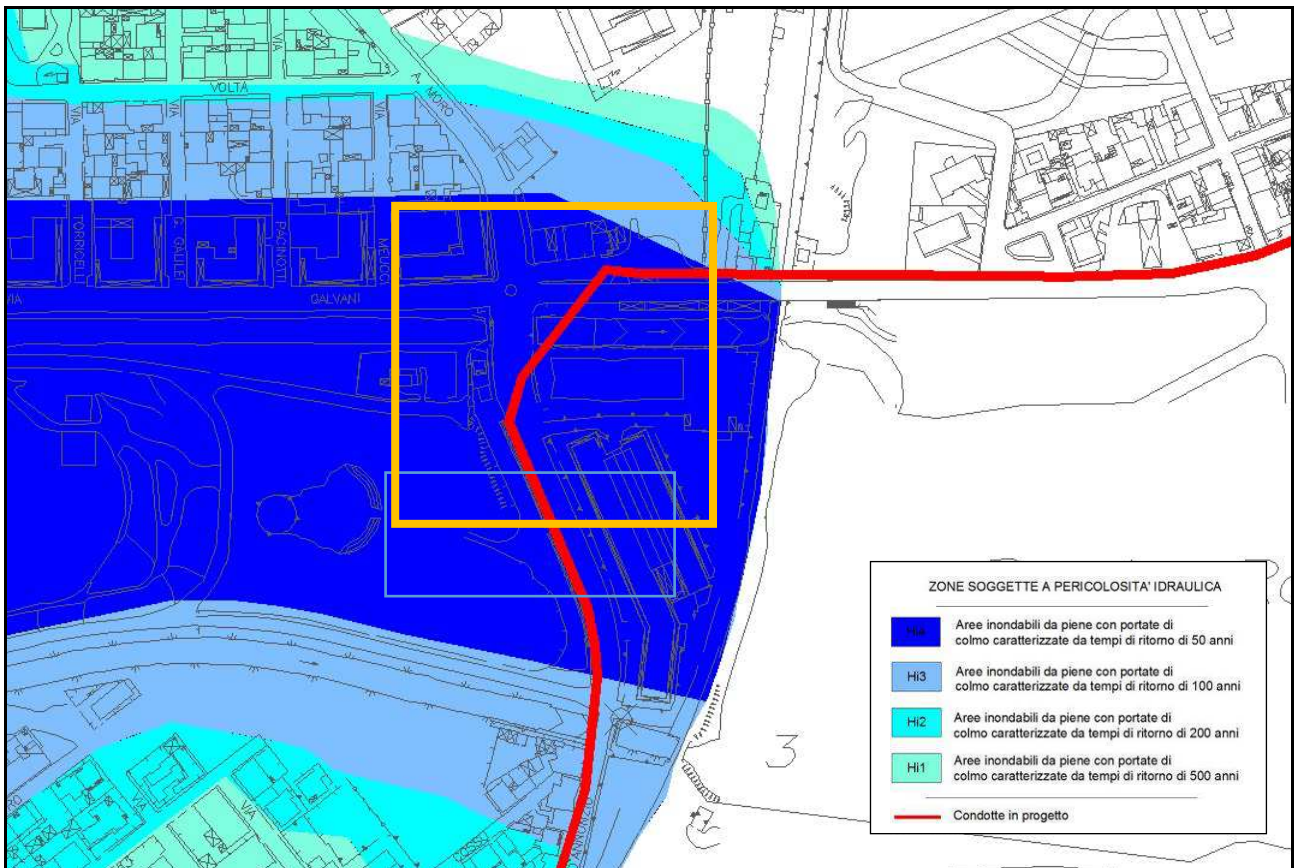 VIA
VIA
VIA
VOLTA
MORO
VIA
VIA
VIA
TORRICELLI
G. GALILEI
PACINOTTI
MEUCCI
VIA
GALVANI
ZONE SOGGETTE A PERICOLOSITA' IDRAULICA
Hi4
Aree inondabili da piene con portate di
colmo caratterizzate da tempi di ritorno di 50 anni
Hi3
Aree inondabili da piene con portate di
colmo caratterizzate da tempi di ritorno di 100 anni
Hi2
Aree inondabili da piene con portate di
colmo caratterizzate da tempi di ritorno di 200 anni
Hi1
Aree inondabili da piene con portate di
colmo caratterizzate da tempi di ritorno di 500 anni
Condotte in progetto
3
VIA